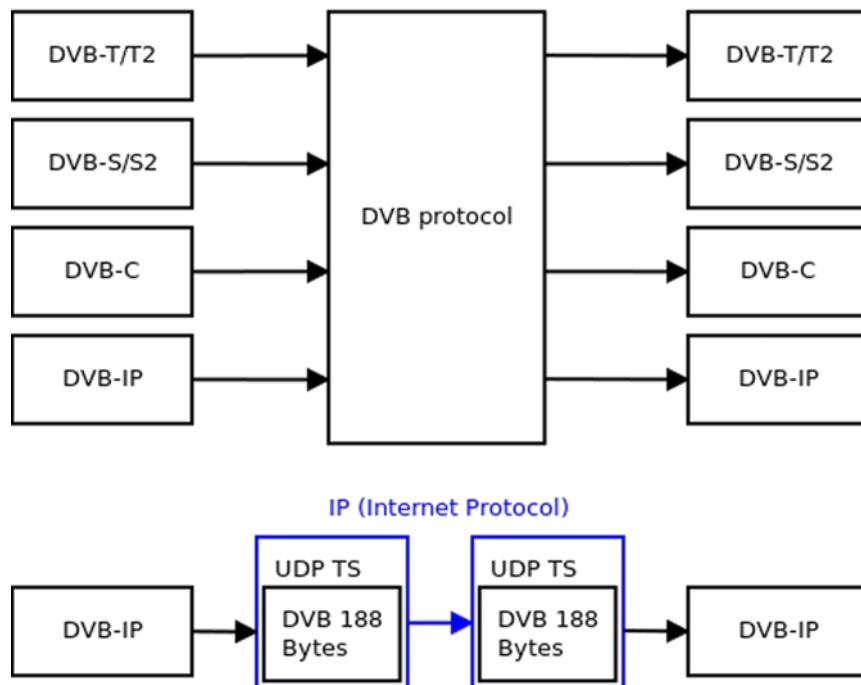 DVB-T/T2
DVB-T/T2
DVB-S/S2
DVB-S/S2
DVB protocol
DVB-C
DVB-C
DVB-IP
DVB-IP
IP (Internet Protocol)
UDP TS
UDP TS
DVB-IP
DVB 188
Bytes
DVB 188
Bytes
DVB-IP